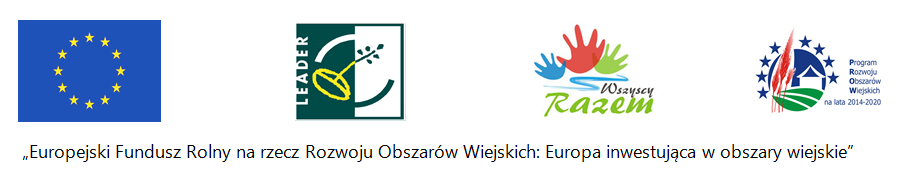 LEADER
Wszyscy
Razem
Program
Rozwoju
Obszarów
Wiejskich
na lata 2014-2020
„Europejski Fundusz Rolny na rzecz Rozwoju Obszarów Wiejskich: Europa inwestująca w obszary wiejskie”